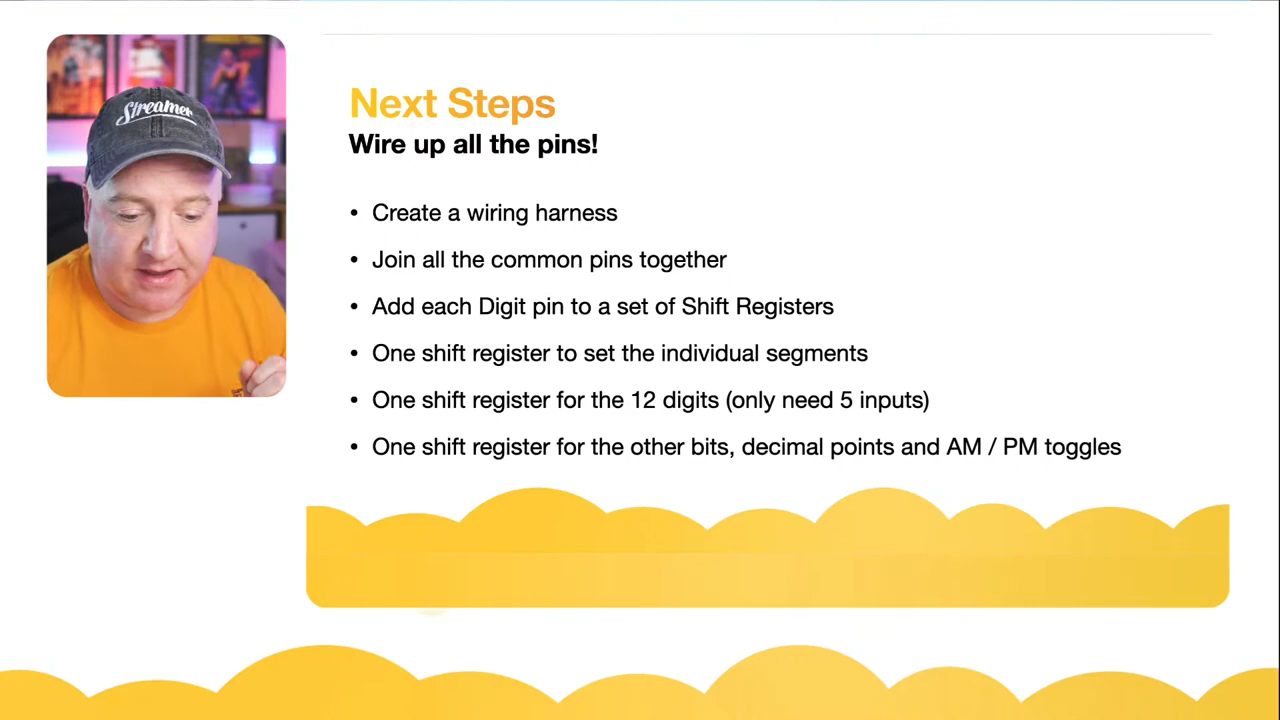 Streamer
Next Steps
Wire up all the pins!
• Create a wiring harness
• Join all the common pins together
• Add each Digit pin to a set of Shift Registers
• One shift register to set the individual segments
• One shift register for the 12 digits (only need 5 inputs)
• One shift register for the other bits, decimal points and AM / PM toggles